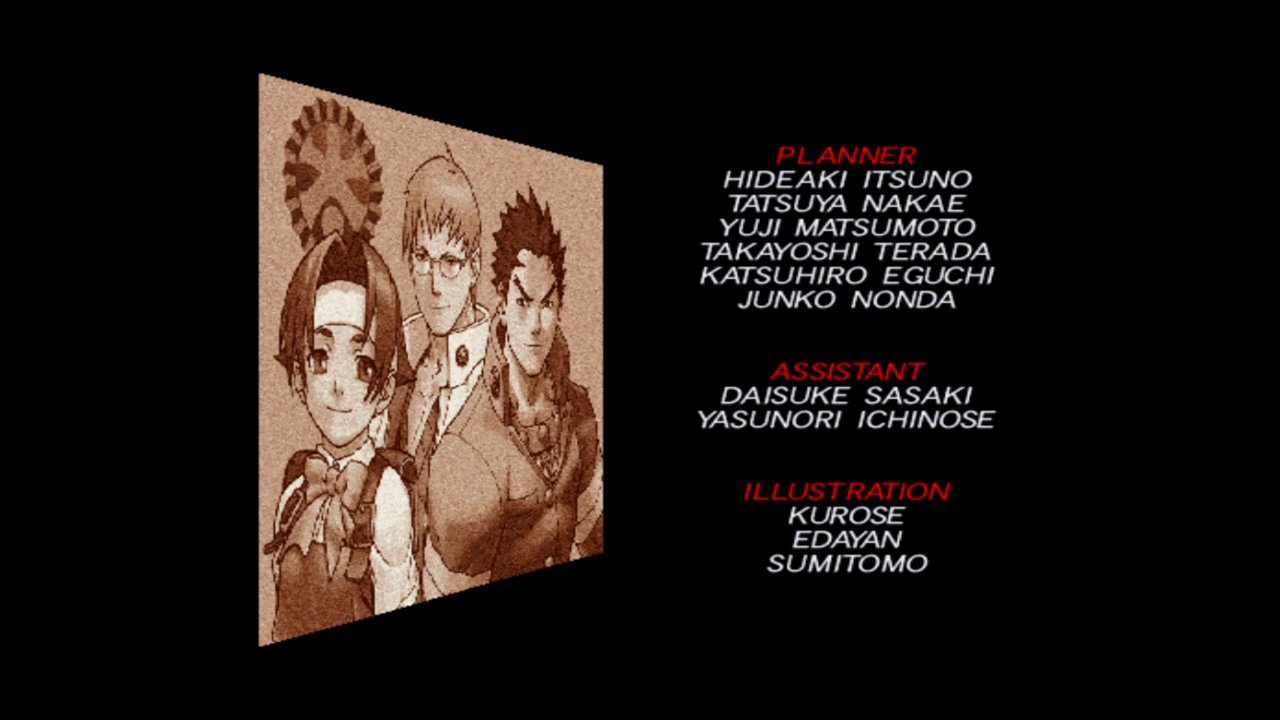 PLANNER
HIDEAKI ITSUNO
TATSUYA NAKAE
YUJI MATSUMOTO
TAKAYOSHI TERADA
KATSUHIRO EGUCHI
JUNKO NONDA
ASSISTANT
DAISUKE SASAKI
YASUNORI ICHINOSE
ILLUSTRATION
KUROSE
EDAYAN
SUMITOMO